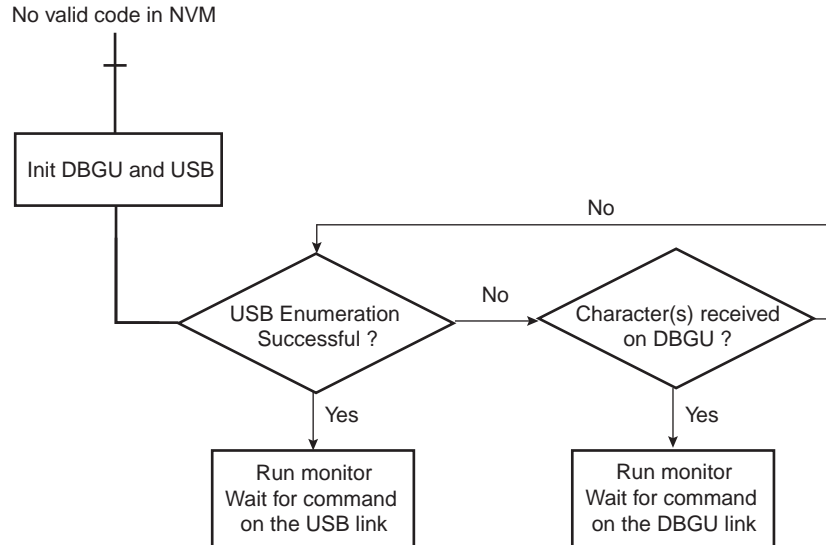 No valid code in NVM
Init DBGU and USB
No
USB Enumeration
Successful ?
No
Character(s) received
on DBGU ?
Yes
Yes
Run monitor
Wait for command
on the USB link
Run monitor
Wait for command
on the DBGU link